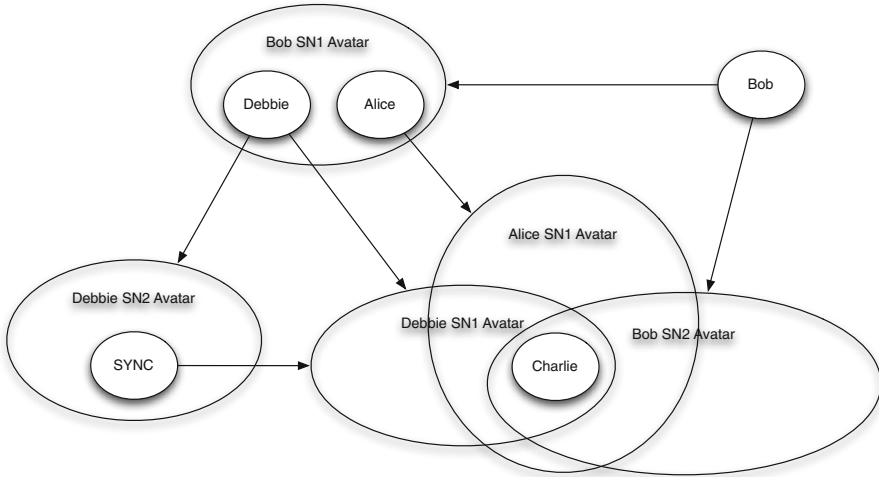 Bob SN1 Avatar
Debbie
Alice
Bob
Alice SN1 Avatar
Debbie SN2 Avatar
Debbie SN1 Avatar
Bob SN2 Avatar
SYNC
Charlie